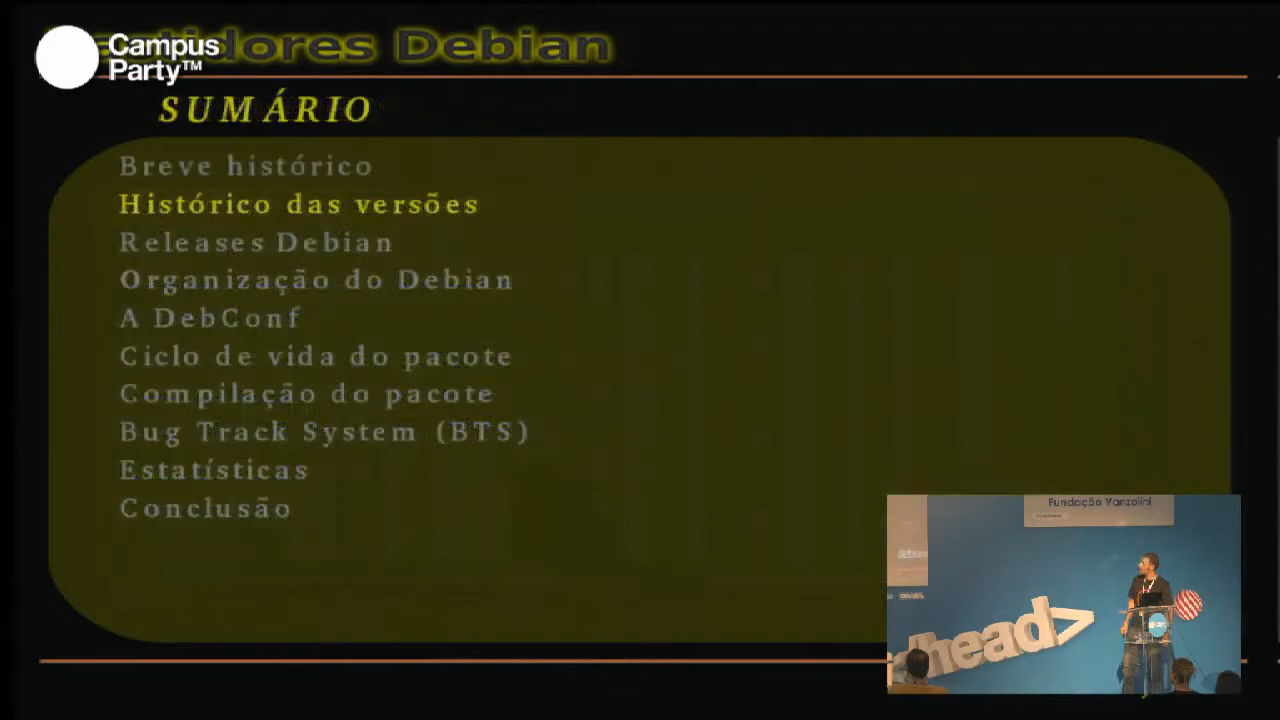 Campus
Party™
Debian
SUMÁRIO
Breve histórico
Histórico das versões
Releases Debian
Organização do Debian
A DebConf
Ciclo de vida do pacote
Compilação do pacote
Bug Track System (BTS)
Estatísticas
Conclusão
Fundação Vanzolini
BRASIL
head>